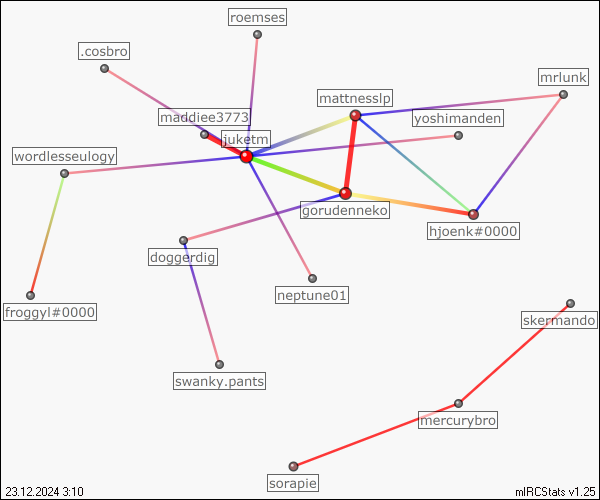 roemses
.cosbro
mrlunk
mattnesslp
maddiee3773
yoshimanden
juketm
wordlesseulogy
gorudenneko
hjoenk#0000
doggerdig
neptune01
froggyl#0000
skermando
swanky.pants
mercurybro
sorapie
23.12.2024 3:10
mIRCStats v1.25